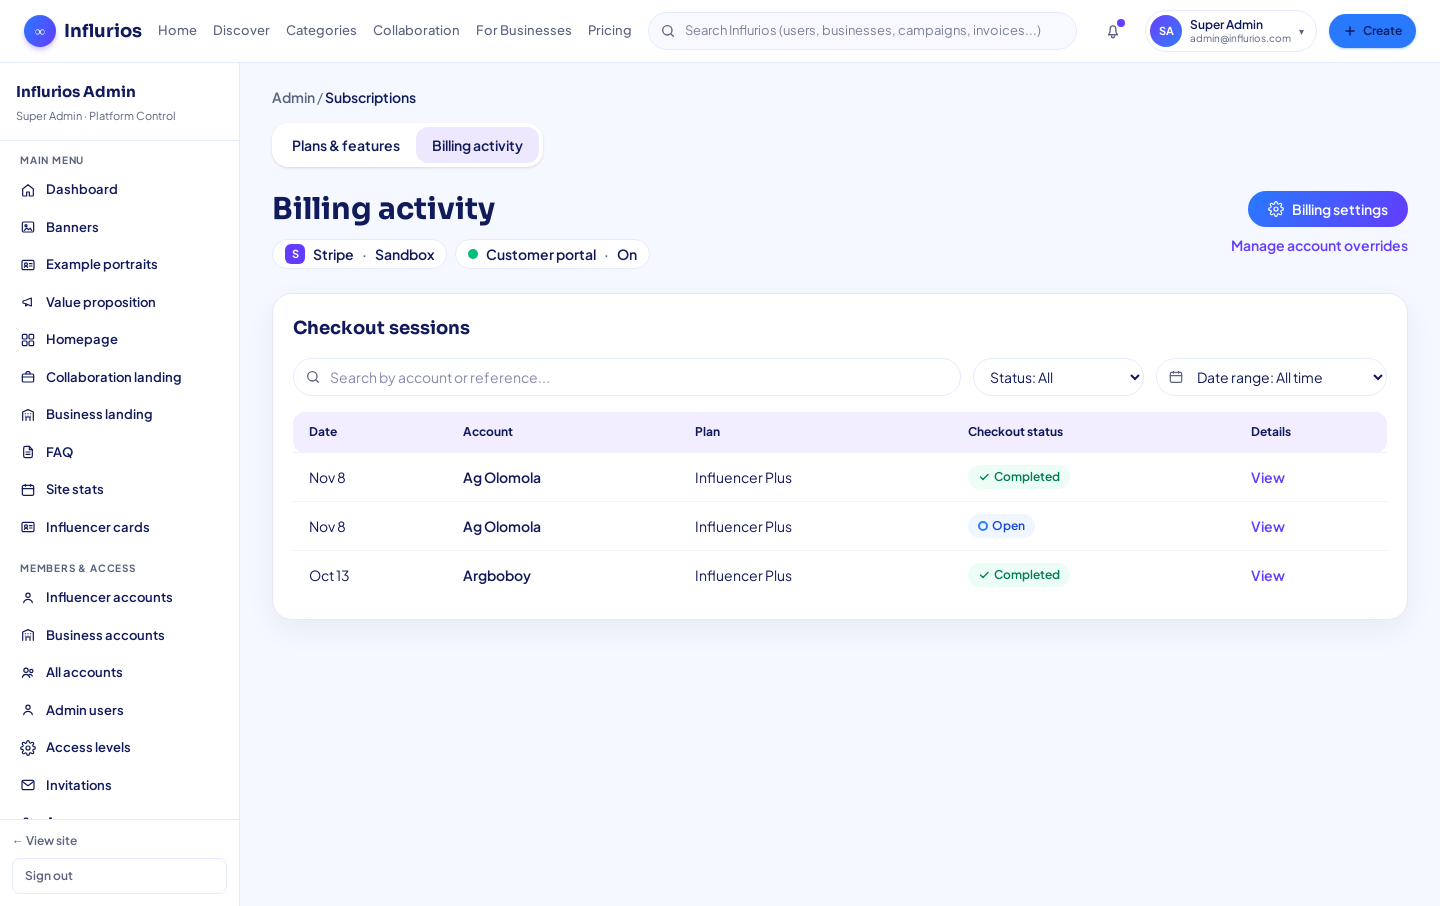 ∞ Influrios Home Discover Categories Collaboration For Businesses Pricing Search Influrios (users, businesses, campaigns, invoices...) SA Super Admin ▾ + Create
admin@influrios.com
Influrios Admin
Super Admin · Platform Control
MAIN MENU
Dashboard
Banners
Example portraits
Value proposition
Homepage
Collaboration landing
Business landing
FAQ
Site stats
Influencer cards
MEMBERS & ACCESS
Influencer accounts
Business accounts
All accounts
Admin users
Access levels
Invitations
← View site
Sign out
Admin / Subscriptions
Plans & features Billing activity
Billing activity
Billing settings
S Stripe · Sandbox Customer portal · On
Manage account overrides
Checkout sessions
Search by account or reference... Status: All Date range: All time
Date Account Plan Checkout status Details
Nov 8 Ag Olomola Influencer Plus Completed View
Nov 8 Ag Olomola Influencer Plus Open View
Oct 13 Argboboy Influencer Plus Completed View